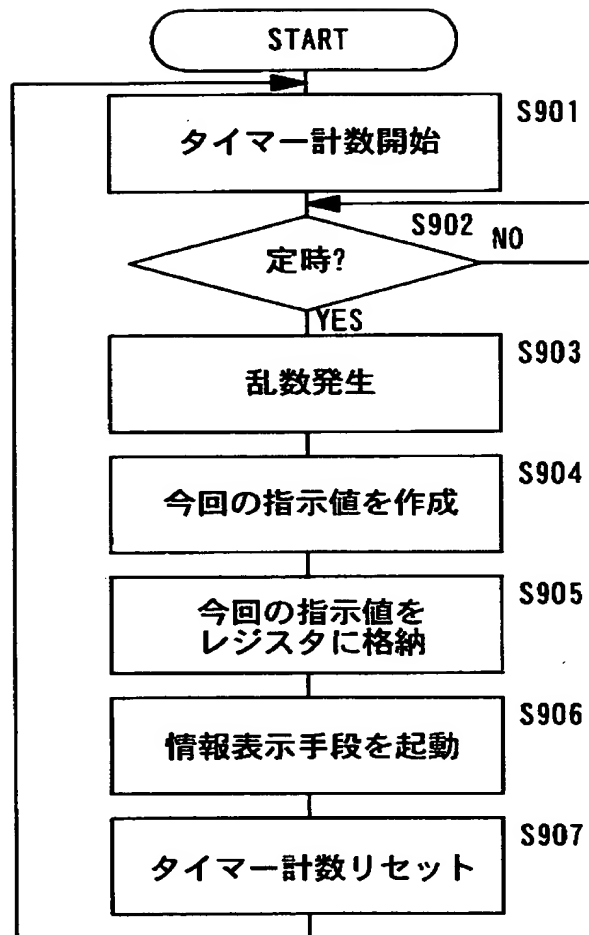 START
S901
タイマー計数開始
S902
NO
定時?
YES
S903
乱数発生
S904
今回の指示値を作成
S905
今回の指示値を
レジスタに格納
S906
情報表示手段を起動
S907
タイマー計数リセット